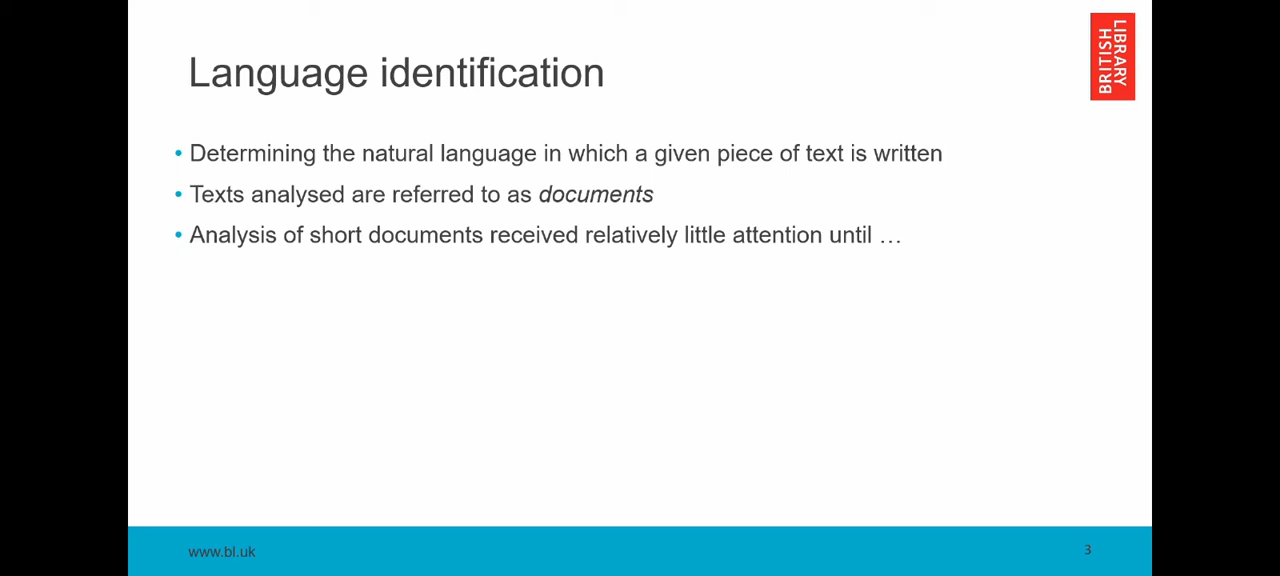 Language identification
BRITISH
LIBRARY
• Determining the natural language in which a given piece of text is written
• Texts analysed are referred to as documents
• Analysis of short documents received relatively little attention until …
www.bl.uk
3